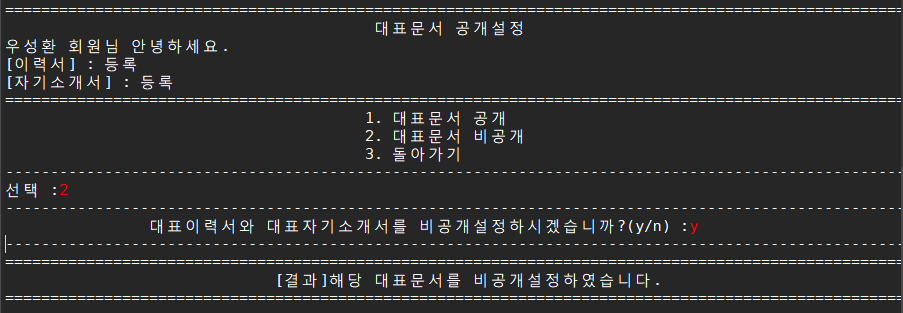 ====================================================================================================
대표문서 공개설정
우성환 회원님 안녕하세요.
[이력서] : 등록
[자기소개서] : 등록
====================================================================================================
1. 대표문서 공개
2. 대표문서 비공개
3. 돌아가기
----------------------------------------------------------------------------------------------------
선택 :2
----------------------------------------------------------------------------------------------------
대표이력서와 대표자기소개서를 비공개설정하시겠습니까?(y/n) :y
----------------------------------------------------------------------------------------------------
====================================================================================================
[결과]해당 대표문서를 비공개설정하였습니다.
====================================================================================================